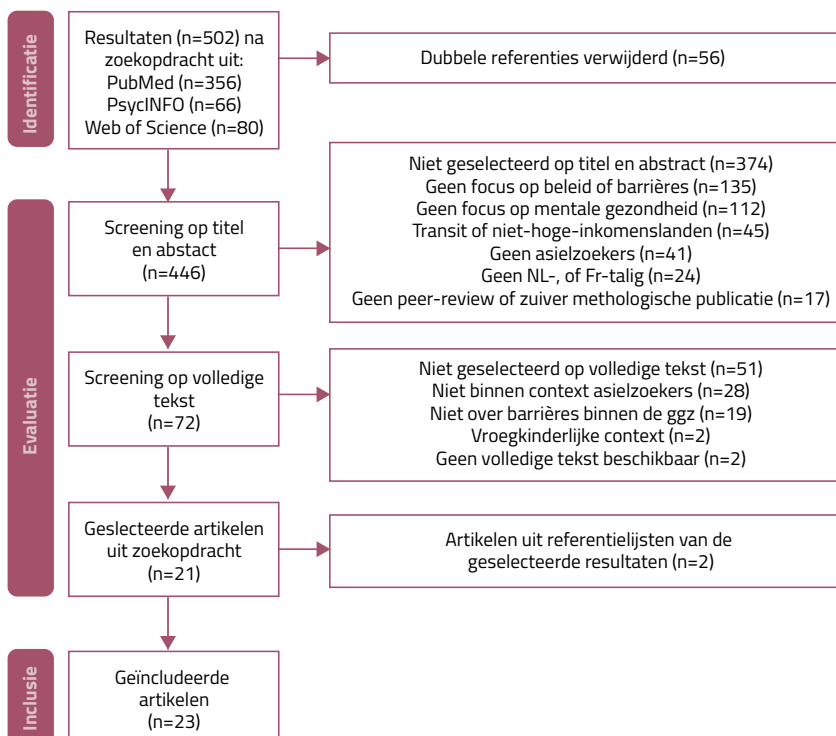 Identificatie
Resultaten (n=502) na
zoekopdracht uit:
PubMed (n=356)
PsycINFO (n=66)
Web of Science (n=80)
Dubbele referenties verwijderd (n=56)
Evaluatie
Screening op titel
en abstact
(n=446)
Niet geselecteerd op titel en abstract (n=374)
Geen focus op beleid of barrières (n=135)
Geen focus op mentale gezondheid (n=112)
Transit of niet-hoge-inkomenslanden (n=45)
Geen asielzoekers (n=41)
Geen NL-, of Fr-talig (n=24)
Geen peer-review of zuiver methologische publicatie (n=17)
Screening op volledige
tekst
(n=72)
Niet geselecteerd op volledige tekst (n=51)
Niet binnen context asielzoekers (n=28)
Niet over barrières binnen de ggz (n=19)
Vroegkinderlijke context (n=2)
Geen volledige tekst beschikbaar (n=2)
Geslecteerde artikelen
uit zoekopdracht
(n=21)
Artikelen uit referentielijsten van de
geselecteerde resultaten (n=2)
Inclusie
Geïncludeerde
artikelen
(n=23)